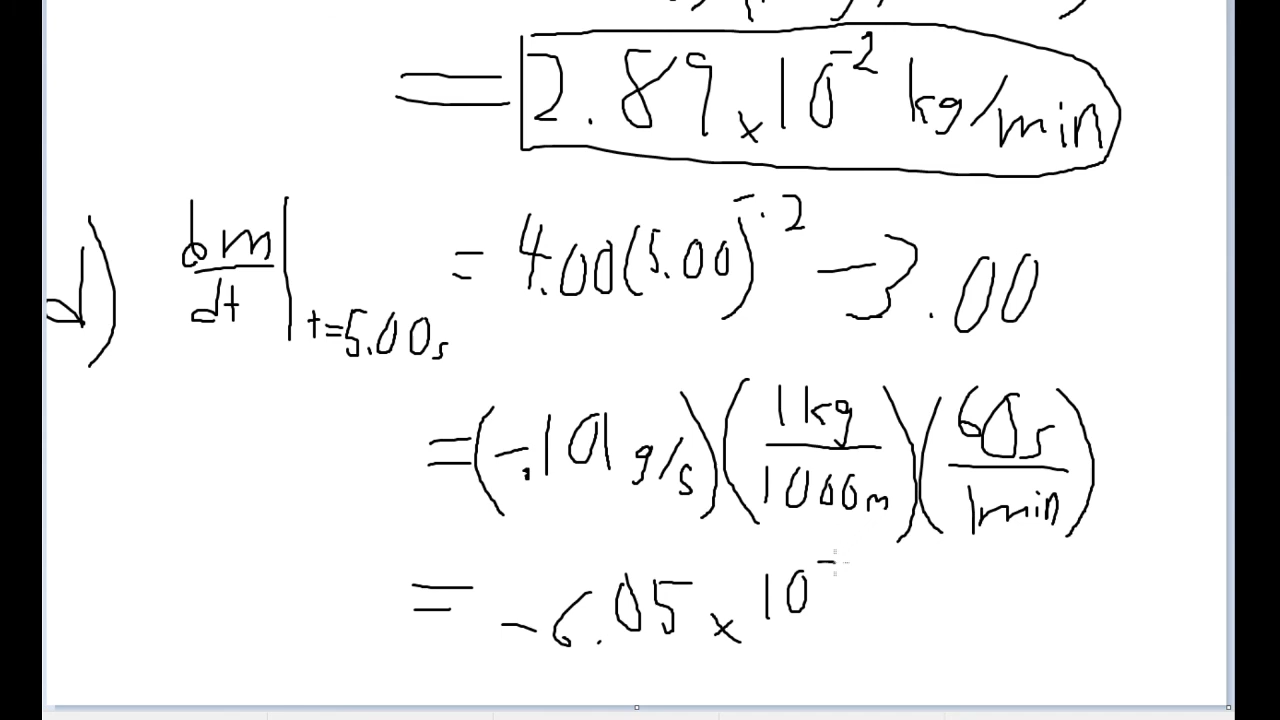 = 2.89 x 10^-2 kg/min
d) dm/dt |t=5.00s = 4.00(5.00)^-.2 - 3.00
= (-.101 g/s) (1kg/1000m) (60s/1min)
= -6.05 x 10^-